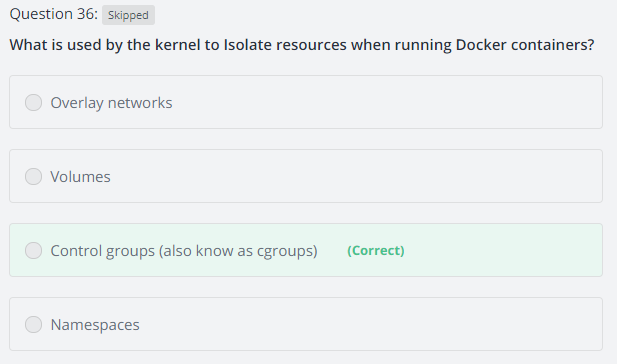 Question 36: Skipped
What is used by the kernel to Isolate resources when running Docker containers?
Overlay networks
Volumes
Control groups (also know as cgroups) (Correct)
Namespaces